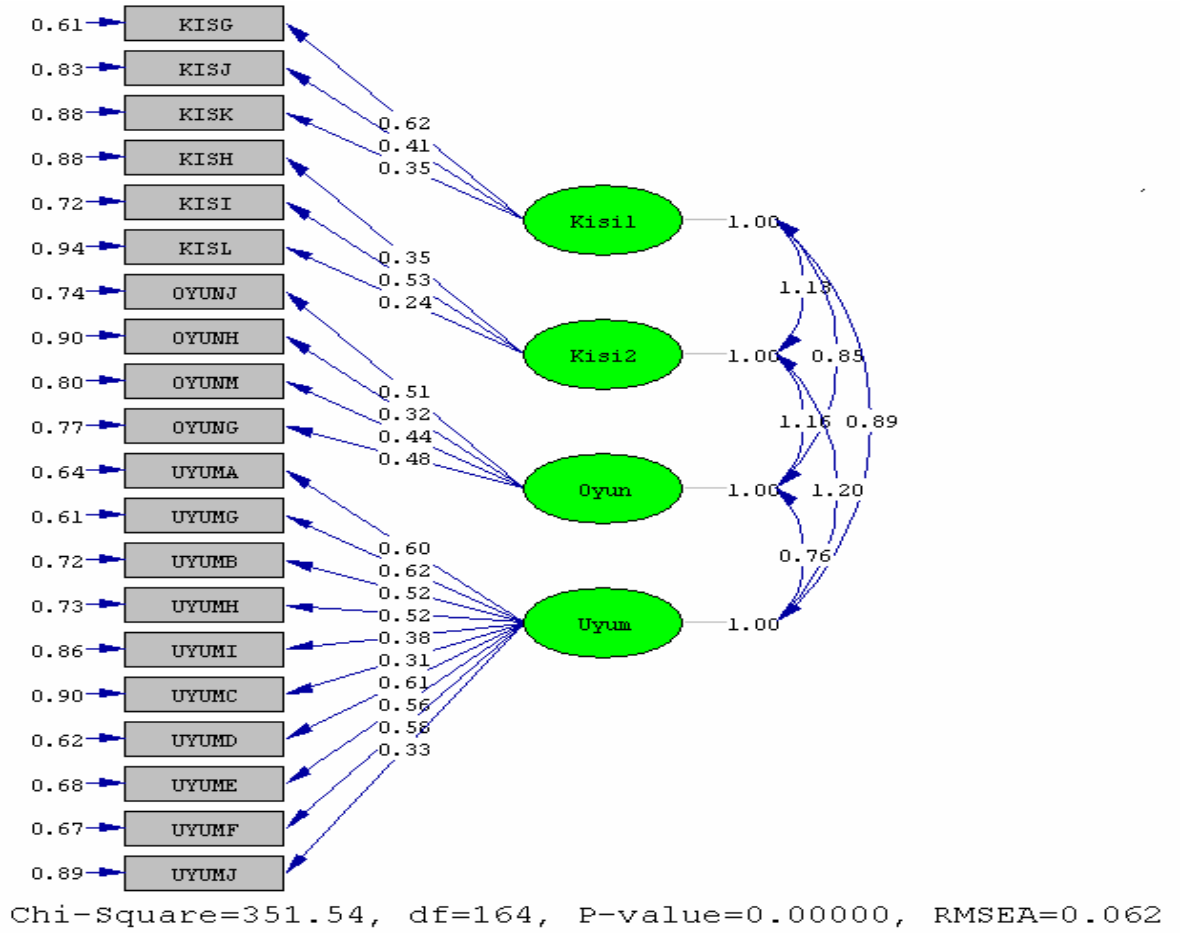 0.61 KISG
0.83 KISJ
0.88 KISK
0.88 KISH
0.72 KISI
0.94 KISL
0.74 OYUNJ
0.90 OYUNH
0.80 OYUNM
0.77 OYUNG
0.64 UYUMA
0.61 UYUMG
0.72 UYUMB
0.73 UYUMH
0.86 UYUMI
0.90 UYUMC
0.62 UYUMD
0.68 UYUME
0.67 UYUMF
0.89 UYUMJ
0.62
0.41
0.35
0.35
0.53
0.24
0.51
0.32
0.44
0.48
0.60
0.62
0.52
0.52
0.38
0.31
0.61
0.56
0.58
0.33
Kisi1 1.00
Kisi2 1.00
Oyun 1.00
Uyum 1.00
1.13
0.85
1.16 0.89
1.20
0.76
Chi-Square=351.54, df=164, P-value=0.00000, RMSEA=0.062